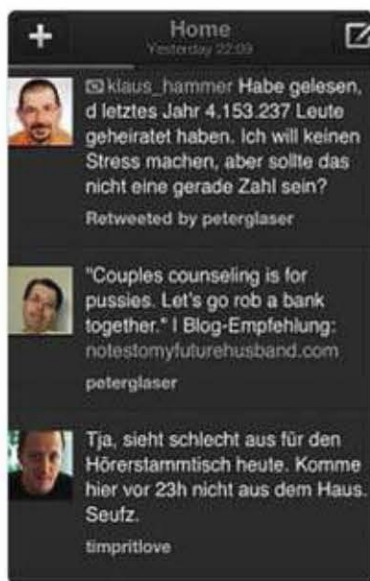 Home
Yesterday 22:09
klaus_hammer Habe gelesen,
d letztes Jahr 4.153.237 Leute
geheiratet haben. Ich will keinen
Stress machen, aber sollte das
nicht eine gerade Zahl sein?
Retweeted by peterglaser
"Couples counseling is for
pussies. Let's go rob a bank
together." | Blog-Empfehlung:
notestomyfuturehusband.com
peterglaser
Tja, sieht schlecht aus für den
Hörerstammtisch heute. Komme
hier vor 23h nicht aus dem Haus.
Seufz.
timpritlove